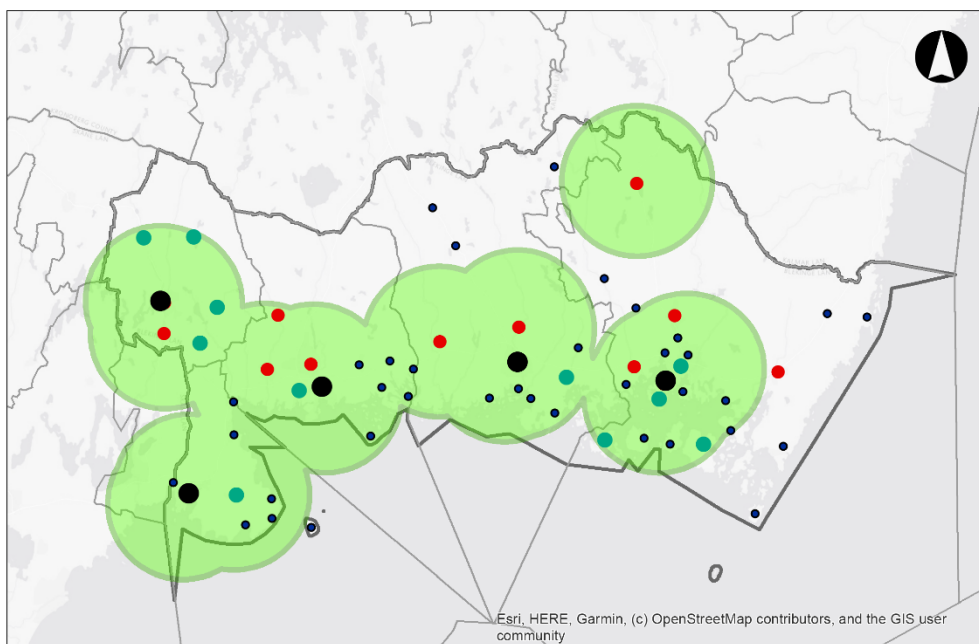 Esri, HERE, Garmin, (c) OpenStreetMap contributors, and the GIS user
community